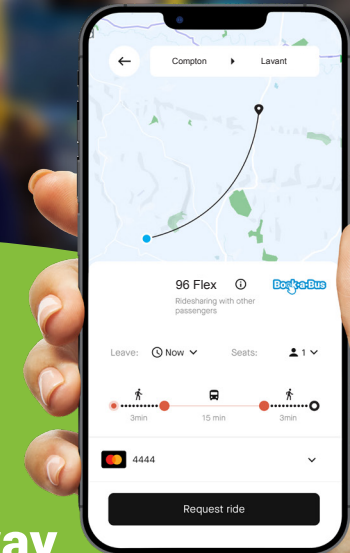 Compton Lavant
96 Flex Book-a-Bus
Ridesharing with other
passengers
Leave: Now Seats: 1
3min 15 min 3min
4444
Request ride
way